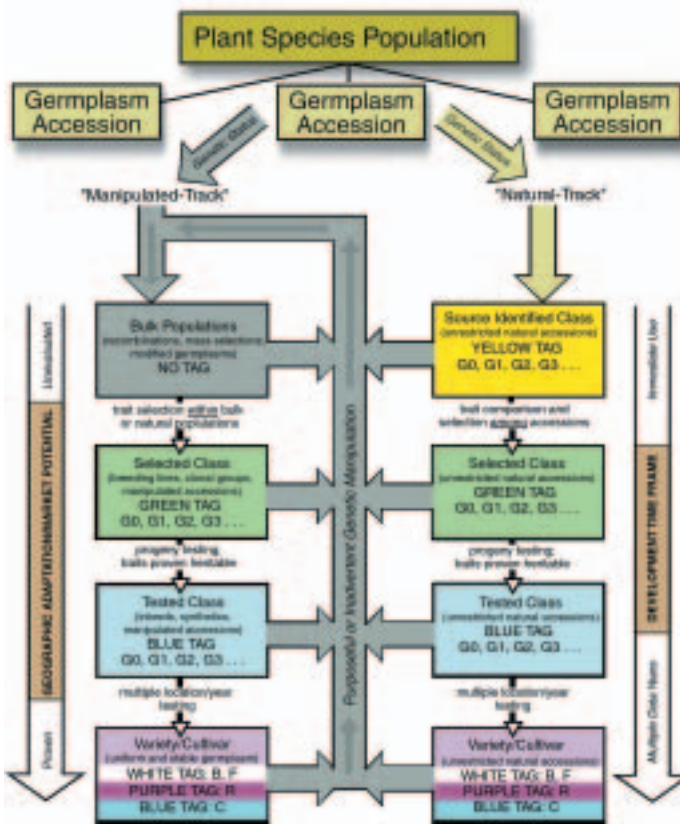 Plant Species Population
Germplasm
Accession
Germplasm
Accession
Germplasm
Accession
Genetic Status
Genetic Status
"Manipulated-Track"
"Natural-Track"
Unevaluated
GEOGRAPHIC ADAPTATION/MARKET POTENTIAL
Proven
Bulk Populations
(recombinations, mass selections,
modified germplasms)
NO TAG
trait selection within bulk
or natural populations
Selected Class
(breeding lines, clonal groups,
manipulated accessions)
GREEN TAG
G0, G1, G2, G3 . . .
progeny testing;
traits proven heritable
Tested Class
(inbreds, synthetics,
manipulated accessions)
BLUE TAG
G0, G1, G2, G3 . . .
multiple location/year
testing
Variety/Cultivar
(uniform and stable germplasm)
WHITE TAG: B, F
PURPLE TAG: R
BLUE TAG: C
Purposeful or Inadvertent Genetic Manipulation
Source Identified Class
(unrestricted natural accessions)
YELLOW TAG
G0, G1, G2, G3 . . .
trait comparison and
selection among accessions
Selected Class
(unrestricted natural accessions)
GREEN TAG
G0, G1, G2, G3 . . .
progeny testing;
traits proven heritable
Tested Class
(unrestricted natural accessions)
BLUE TAG
G0, G1, G2, G3 . . .
multiple location/year
testing
Variety/Cultivar
(unrestricted natural accessions)
WHITE TAG: B, F
PURPLE TAG: R
BLUE TAG: C
Immediate Use
DEVELOPMENT TIME FRAME
Multiple